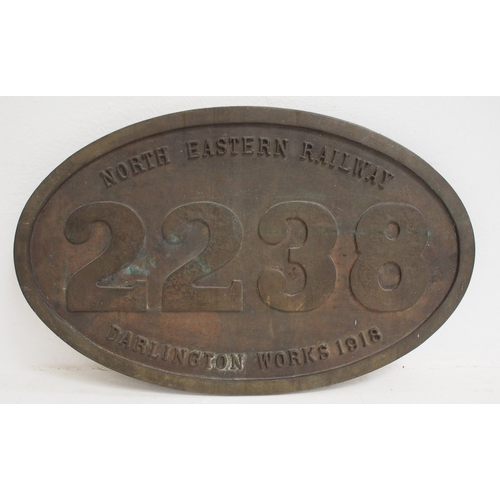 NORTH EASTERN RAILWAY
2238
DARLINGTON WORKS 1918